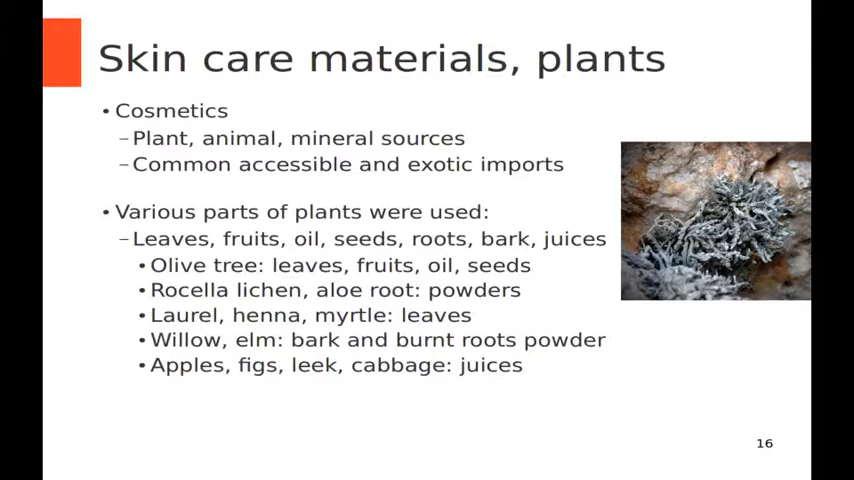 Skin care materials, plants
• Cosmetics
–Plant, animal, mineral sources
–Common accessible and exotic imports
• Various parts of plants were used:
–Leaves, fruits, oil, seeds, roots, bark, juices
• Olive tree: leaves, fruits, oil, seeds
• Rocella lichen, aloe root: powders
• Laurel, henna, myrtle: leaves
• Willow, elm: bark and burnt roots powder
• Apples, figs, leek, cabbage: juices
16